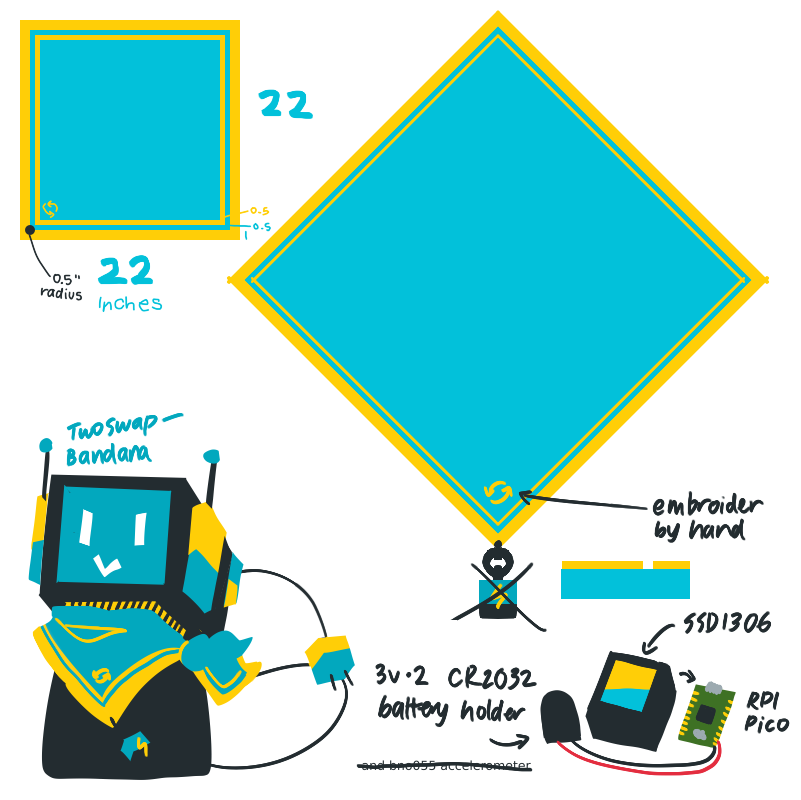 22
0.5
0.5
1
0.5"
radius
22
Inches
Twoswap
Bandana
embroider
by hand
SSD1306
3v·2 CR2032
battery holder
RPI
Pico
and bno055 accelerometer